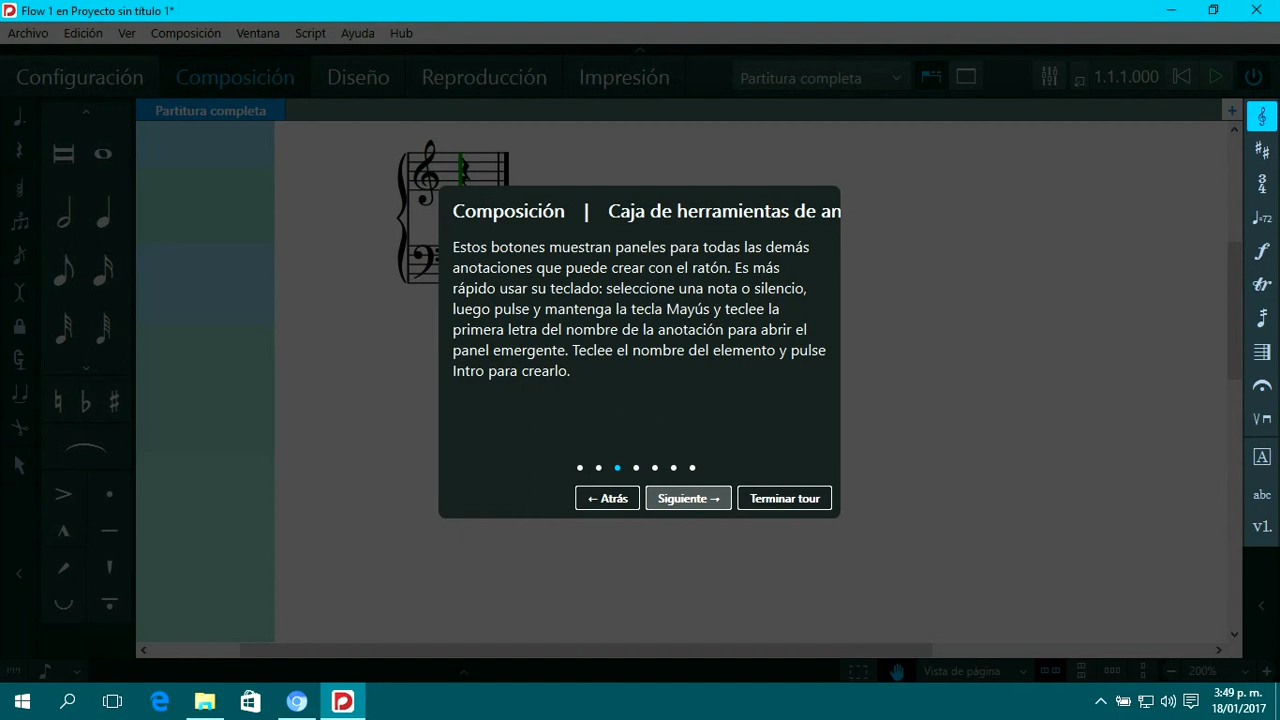 Flow 1 en Proyecto sin título 1*
Archivo Edición Ver Composición Ventana Script Ayuda Hub
Configuración Composición Diseño Reproducción Impresión Partitura completa 1.1.1.000
Partitura completa
Composición | Caja de herramientas de an
Estos botones muestran paneles para todas las demás
anotaciones que puede crear con el ratón. Es más
rápido usar su teclado: seleccione una nota o silencio,
luego pulse y mantenga la tecla Mayús y teclee la
primera letra del nombre de la anotación para abrir el
panel emergente. Teclee el nombre del elemento y pulse
Intro para crearlo.
← Atrás Siguiente → Terminar tour
=72
A
abc
v1.
Vista de página 200%
3:49 p. m.
18/01/2017